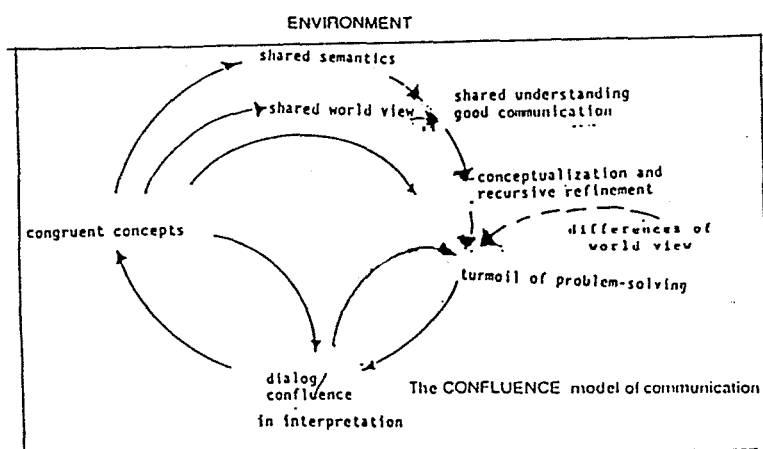 ENVIRONMENT
shared semantics
shared world view
shared understanding
good communication
conceptualization and
recursive refinement
differences of
world view
congruent concepts
turmoil of problem-solving
dialog/
confluence
in interpretation
The CONFLUENCE model of communication